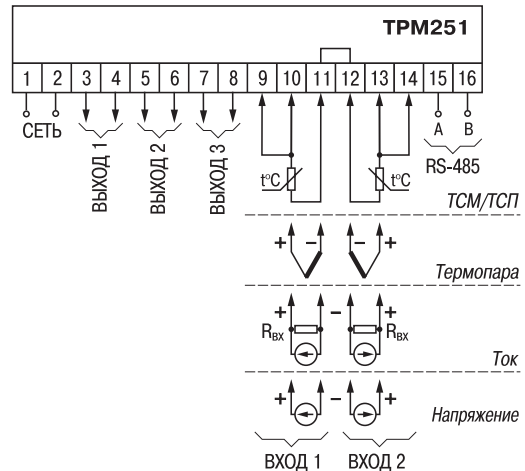 ТРМ251
1 2 3 4 5 6 7 8 9 10 11 12 13 14 15 16
СЕТЬ
ВЫХОД 1
ВЫХОД 2
ВЫХОД 3
A B
RS-485
t°C t°C
ТСМ/ТСП
+ - - +
Термопара
+ - +
Rвх Rвх
Ток
+ - +
Напряжение
ВХОД 1 ВХОД 2